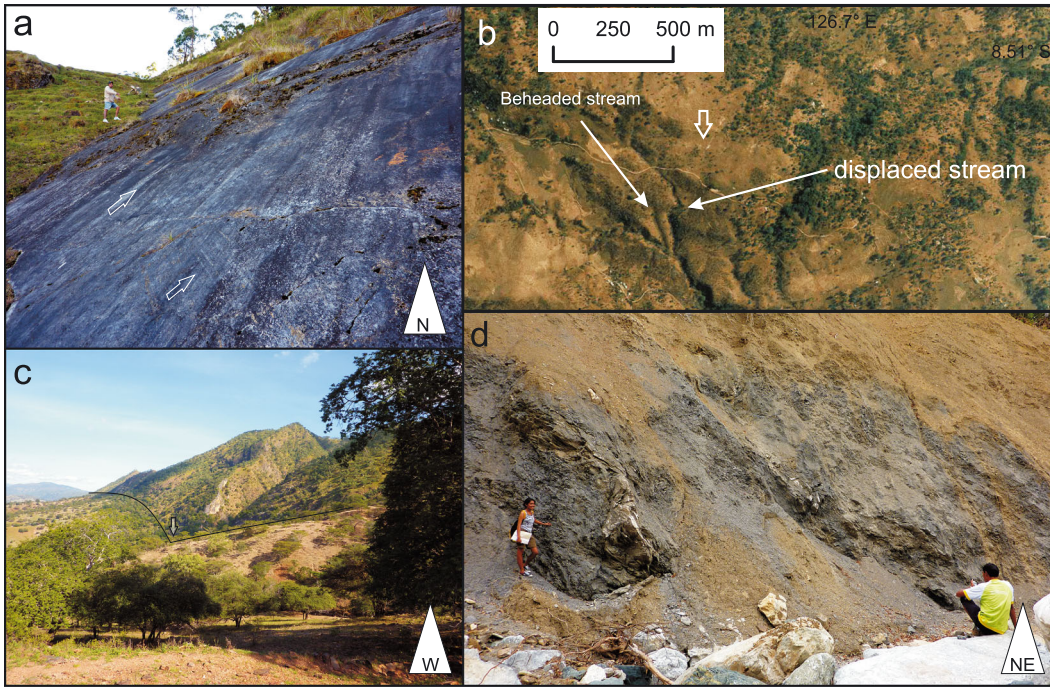 a
N
b
0 250 500 m
126.7° E
8.51° S
Beheaded stream
displaced stream
c
W
d
NE